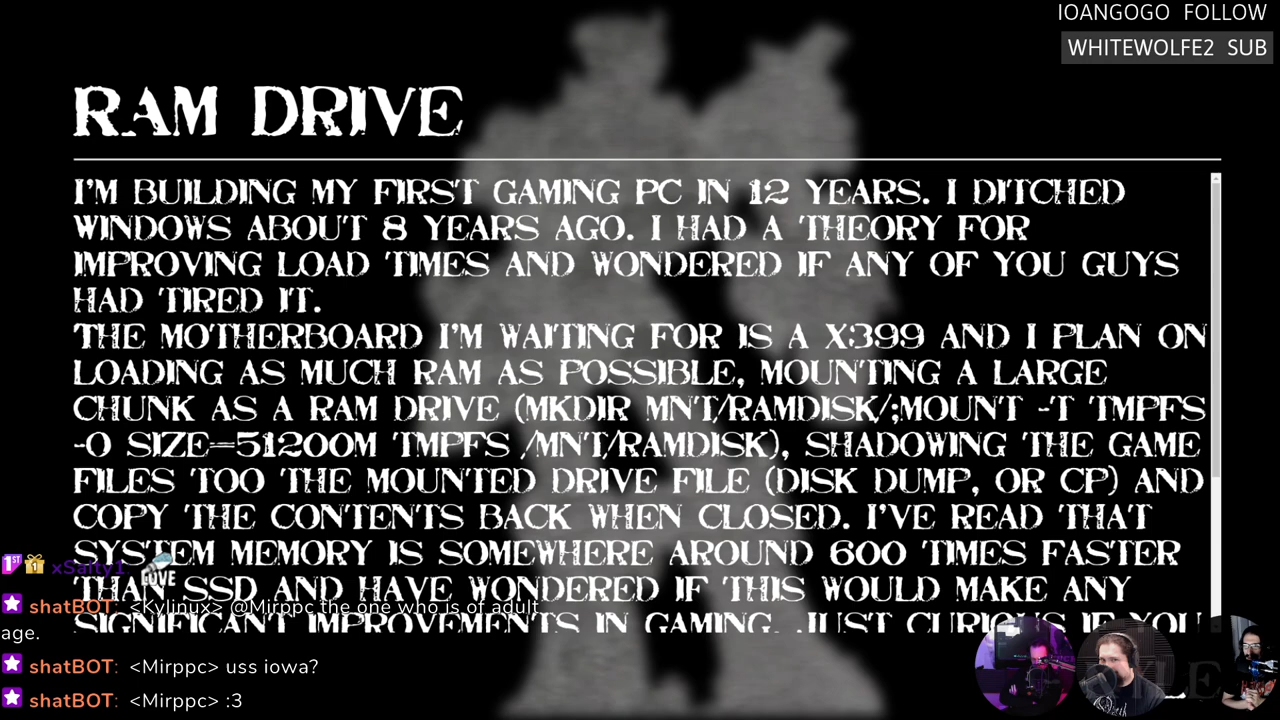 IOANGOGO FOLLOW
WHITEWOLFE2 SUB
RAM DRIVE
I'M BUILDING MY FIRST GAMING PC IN 12 YEARS. I DITCHED
WINDOWS ABOUT 8 YEARS AGO. I HAD A THEORY FOR
IMPROVING LOAD TIMES AND WONDERED IF ANY OF YOU GUYS
HAD TIRED IT.
THE MOTHERBOARD I'M WAITING FOR IS A X399 AND I PLAN ON
LOADING AS MUCH RAM AS POSSIBLE, MOUNTING A LARGE
CHUNK AS A RAM DRIVE (MKDIR MNT/RAMDISK/;MOUNT -T TMPFS
-O SIZE=51200M TMPFS /MNT/RAMDISK), SHADOWING THE GAME
FILES TOO THE MOUNTED DRIVE FILE (DISK DUMP, OR CP) AND
COPY THE CONTENTS BACK WHEN CLOSED. I'VE READ THAT
SYSTEM MEMORY IS SOMEWHERE AROUND 600 TIMES FASTER
THAN SSD AND HAVE WONDERED IF THIS WOULD MAKE ANY
SIGNIFICANT IMPROVEMENTS IN GAMING. JUST CURIOUS IF YOU
1ST 1 xSalty1: LOVE
shatBOT: <Kylinux> @Mirppc the one who is of adult
age.
shatBOT: <Mirppc> uss iowa?
shatBOT: <Mirppc> :3